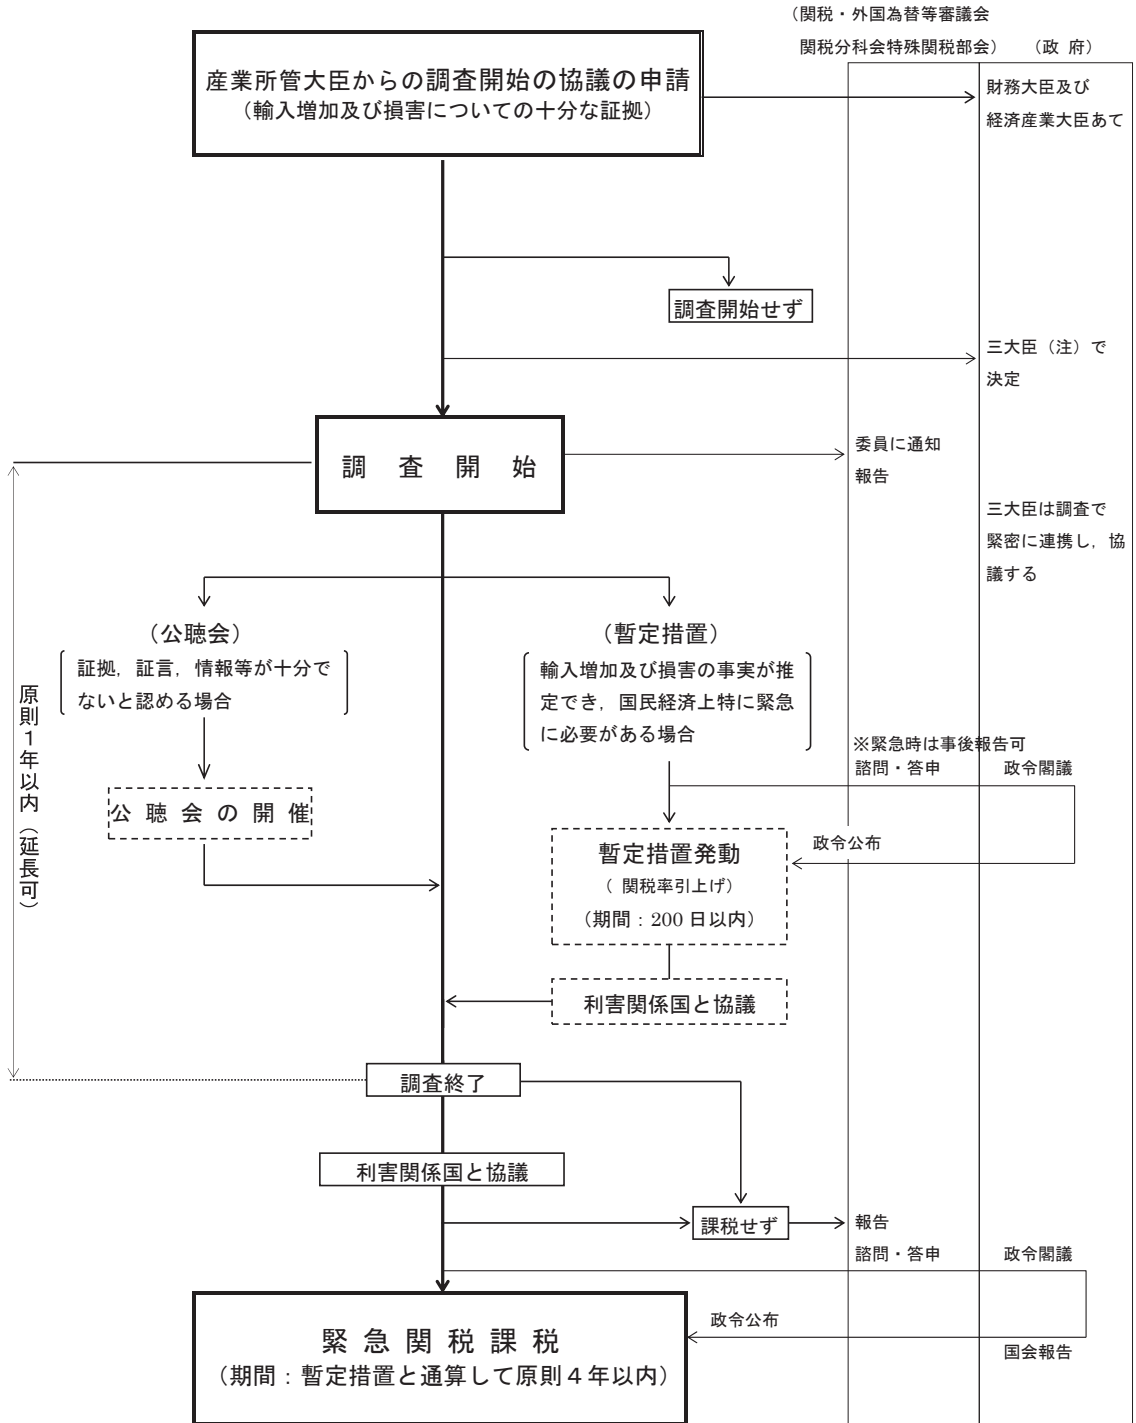 (関税・外国為替等審議会
関税分科会特殊関税部会)
(政 府)
産業所管大臣からの調査開始の協議の申請
(輸入増加及び損害についての十分な証拠)
財務大臣及び
経済産業大臣あて
調査開始せず
三大臣(注)で
決定
調 査 開 始
委員に通知
報告
三大臣は調査で
緊密に連携し,協
議する
(公聴会)
証拠,証言,情報等が十分で
ないと認める場合
(暫定措置)
輸入増加及び損害の事実が推
定でき,国民経済上特に緊急
に必要がある場合
原則1年以内(延長可)
※緊急時は事後報告可
諮問・答申
政令閣議
公 聴 会 の 開 催
政令公布
暫定措置発動
( 関税率引上げ)
(期間:200 日以内)
利害関係国と協議
調査終了
利害関係国と協議
課税せず
報告
諮問・答申
政令閣議
政令公布
国会報告
緊 急 関 税 課 税
(期間:暫定措置と通算して原則4年以内)